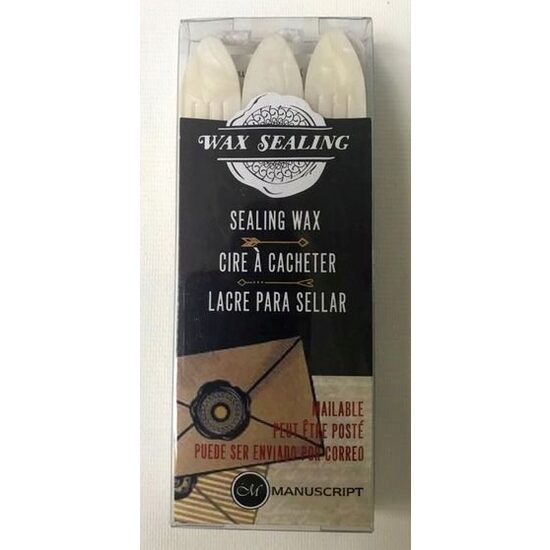 WAX SEALING
SEALING WAX
CIRE À CACHETER
LACRE PARA SELLAR
MAILABLE
PEUT ÊTRE POSTÉ
PUEDE SER ENVIADO POR CORREO
M MANUSCRIPT